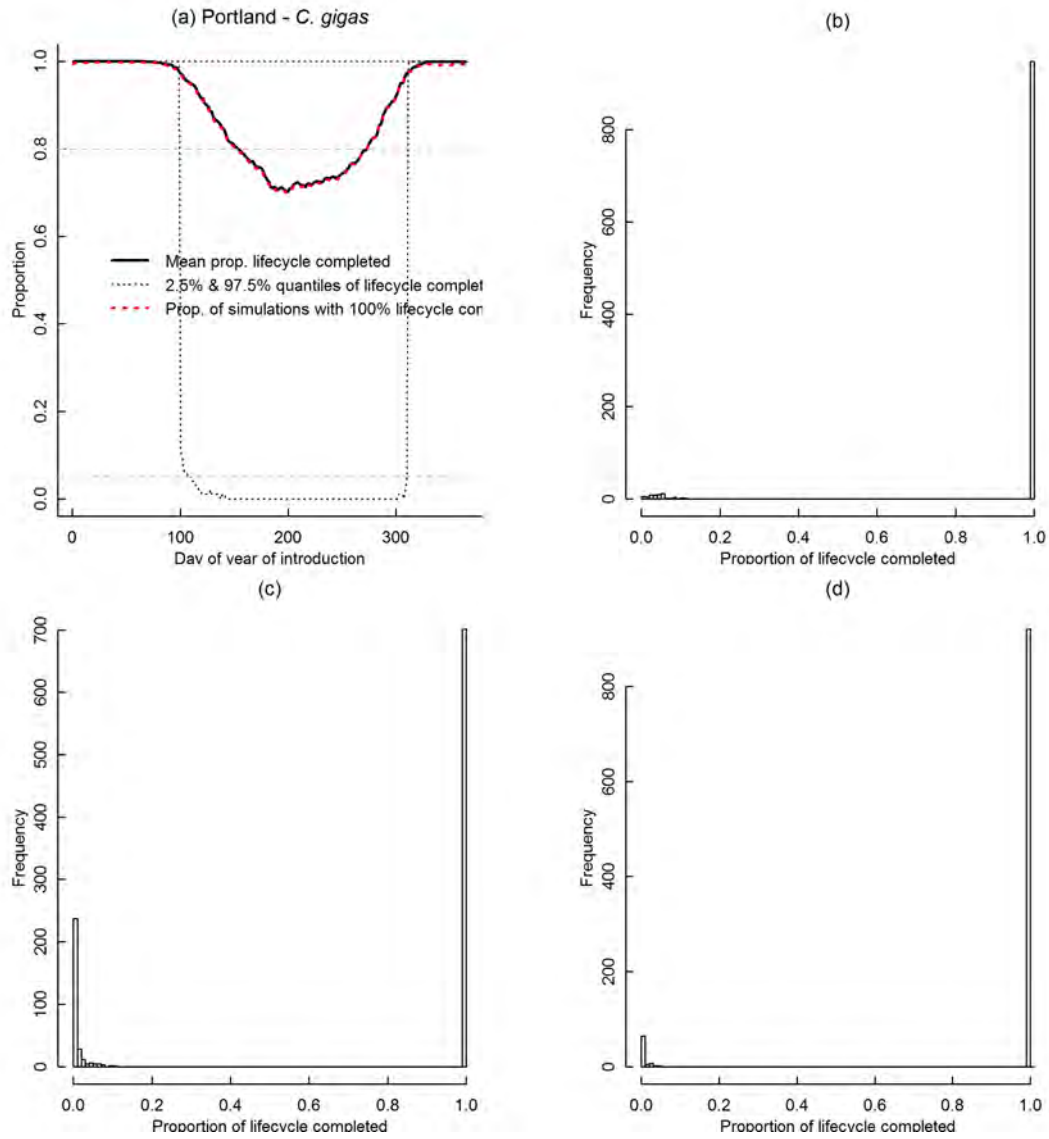 (a) Portland - C. gigas
Proportion
1.0
0.8
0.6
0.4
0.2
0.0
Mean prop. lifecycle completed
2.5% & 97.5% quantiles of lifecycle complet
Prop. of simulations with 100% lifecycle con
0 100 200 300
Day of year of introduction
(b)
Frequency
800
600
400
200
0
0.0 0.2 0.4 0.6 0.8 1.0
Proportion of lifecycle completed
(c)
Frequency
700
600
500
400
300
200
100
0
0.0 0.2 0.4 0.6 0.8 1.0
Proportion of lifecycle completed
(d)
Frequency
800
600
400
200
0
0.0 0.2 0.4 0.6 0.8 1.0
Proportion of lifecycle completed